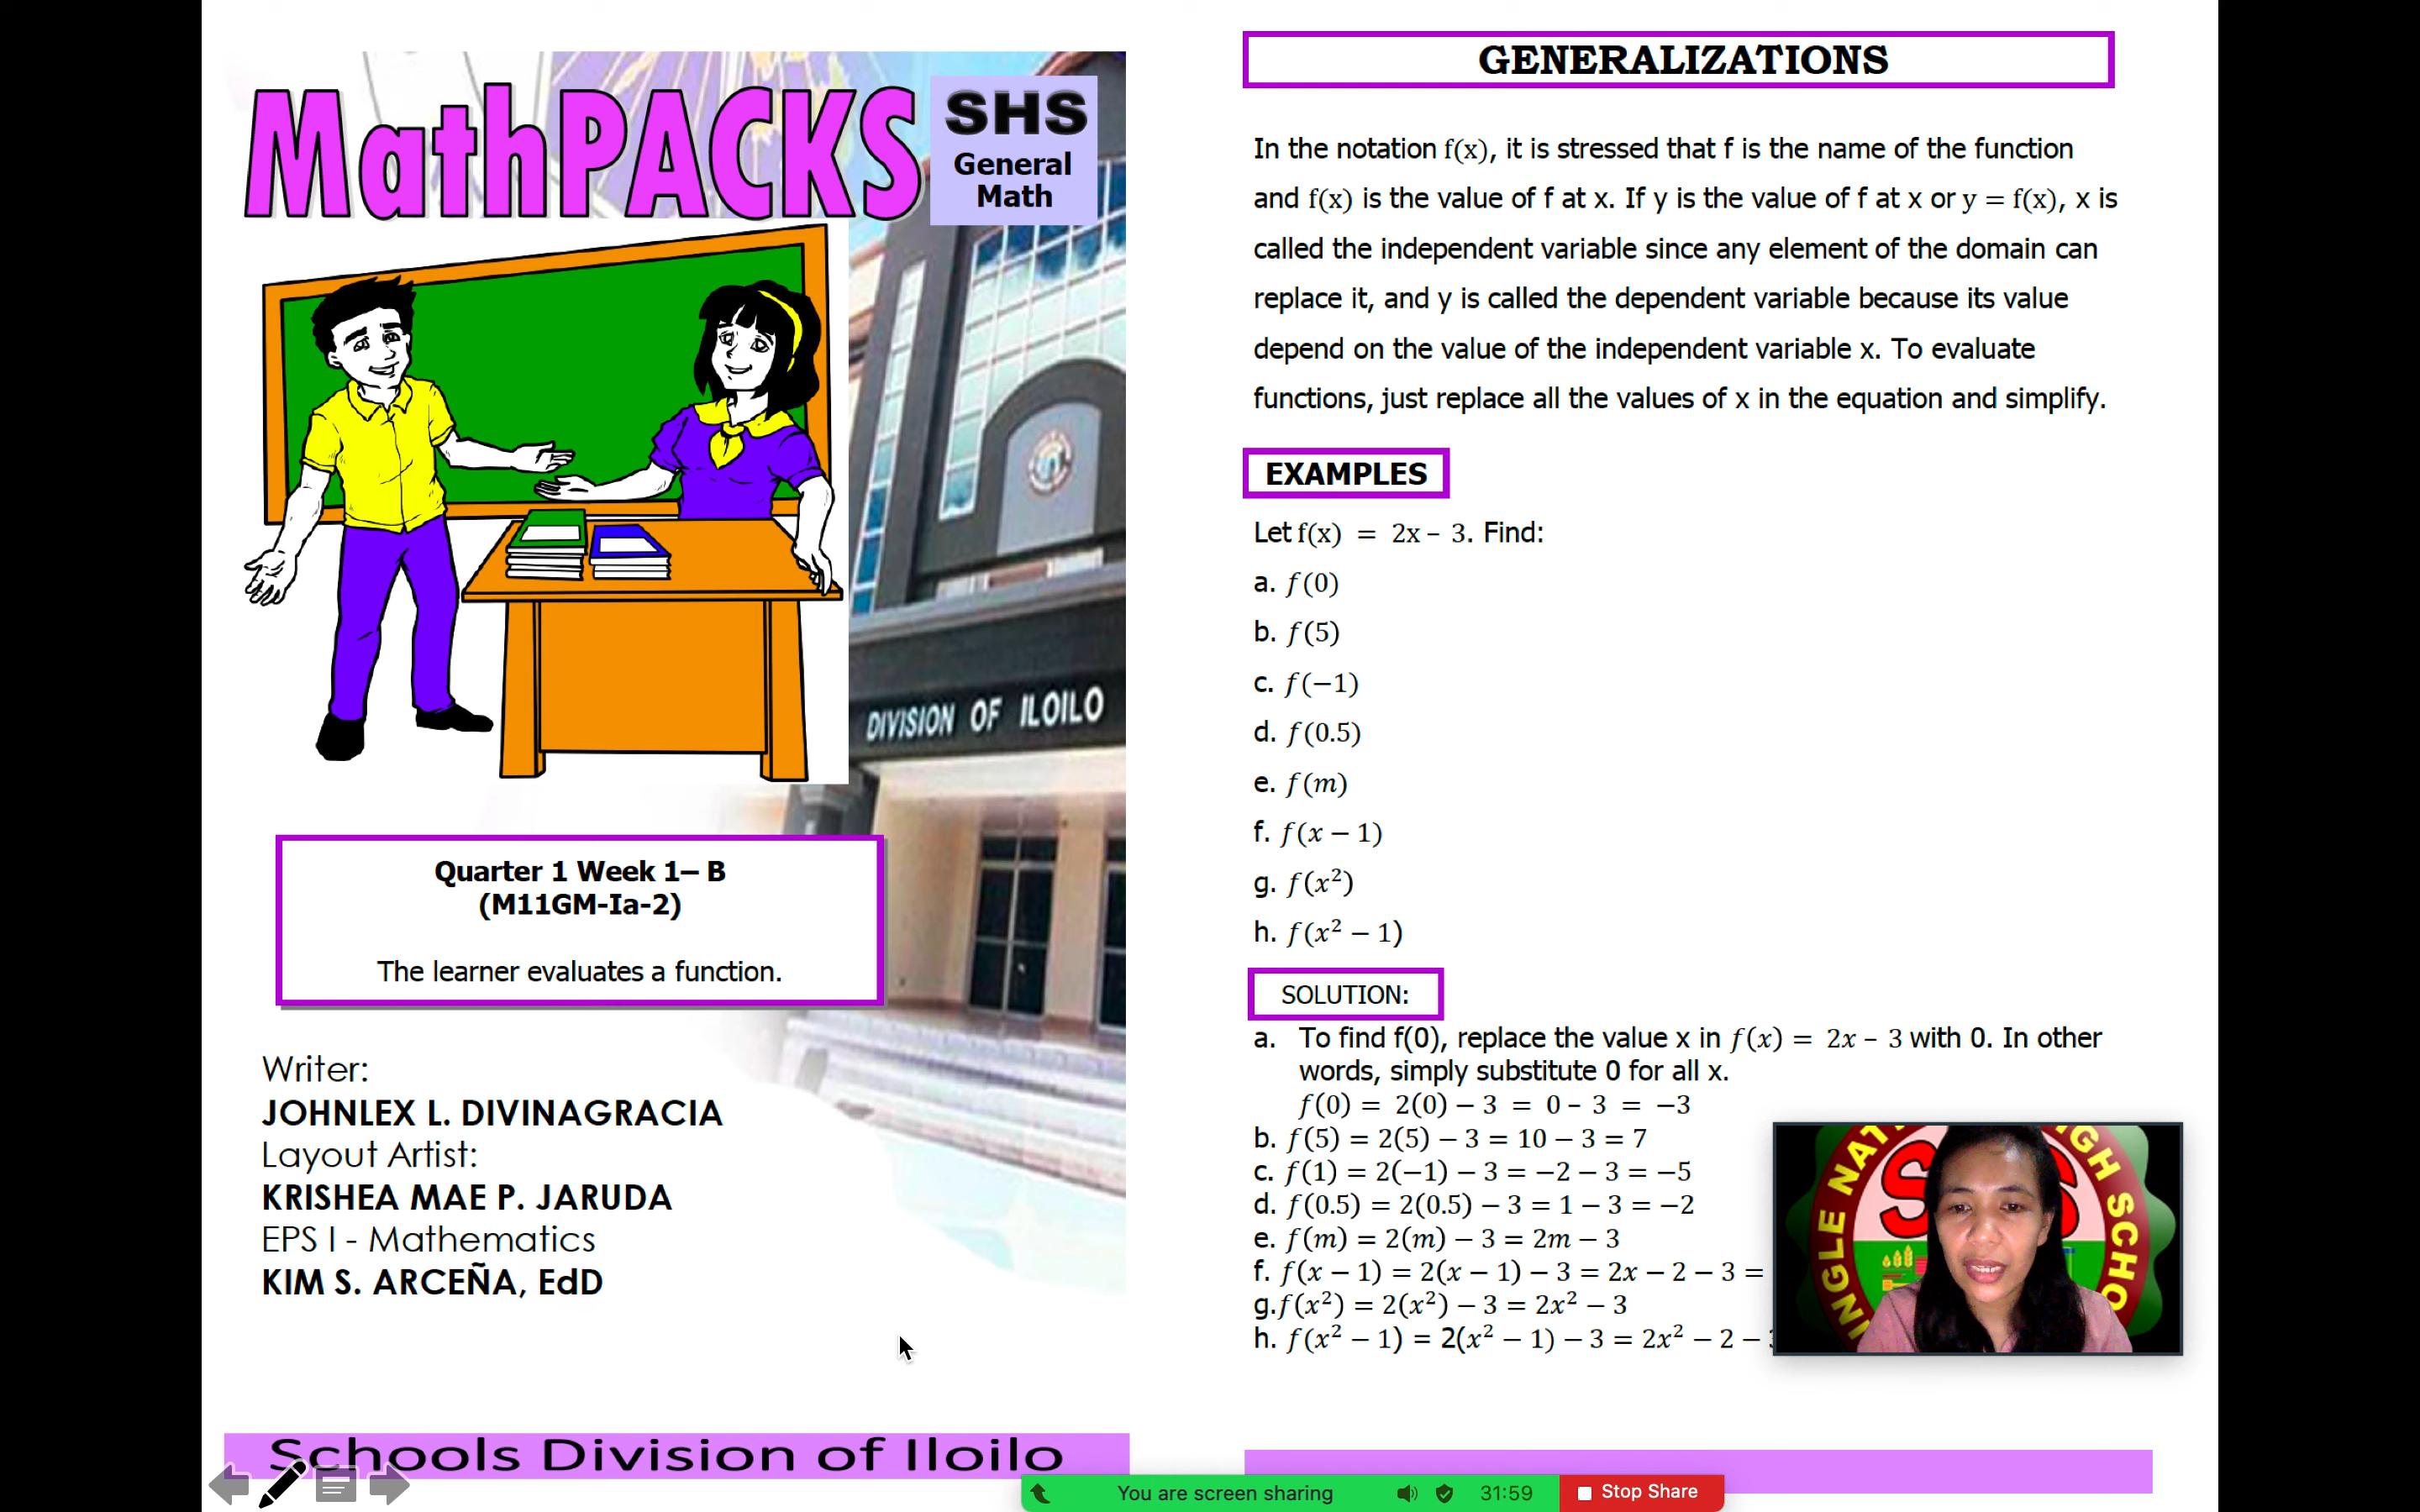 MathPACKS
SHS
General
Math
DIVISION OF ILOILO
Quarter 1 Week 1– B
(M11GM-Ia-2)
The learner evaluates a function.
Writer:
JOHNLEX L. DIVINAGRACIA
Layout Artist:
KRISHEA MAE P. JARUDA
EPS I - Mathematics
KIM S. ARCEÑA, EdD
Schools Division of Iloilo
GENERALIZATIONS
In the notation f(x), it is stressed that f is the name of the function
and f(x) is the value of f at x. If y is the value of f at x or y = f(x), x is
called the independent variable since any element of the domain can
replace it, and y is called the dependent variable because its value
depend on the value of the independent variable x. To evaluate
functions, just replace all the values of x in the equation and simplify.
EXAMPLES
Let f(x) = 2x – 3. Find:
a. f(0)
b. f(5)
c. f(−1)
d. f(0.5)
e. f(m)
f. f(x − 1)
g. f(x²)
h. f(x² − 1)
SOLUTION:
a. To find f(0), replace the value x in f(x) = 2x – 3 with 0. In other
words, simply substitute 0 for all x.
f(0) = 2(0) − 3 = 0 – 3 = −3
b. f(5) = 2(5) − 3 = 10 − 3 = 7
c. f(1) = 2(−1) − 3 = −2 − 3 = −5
d. f(0.5) = 2(0.5) − 3 = 1 − 3 = −2
e. f(m) = 2(m) − 3 = 2m − 3
f. f(x − 1) = 2(x − 1) − 3 = 2x − 2 − 3 =
g.f(x²) = 2(x²) − 3 = 2x² − 3
h. f(x² − 1) = 2(x² − 1) − 3 = 2x² − 2 −
You are screen sharing
31:59
Stop Share